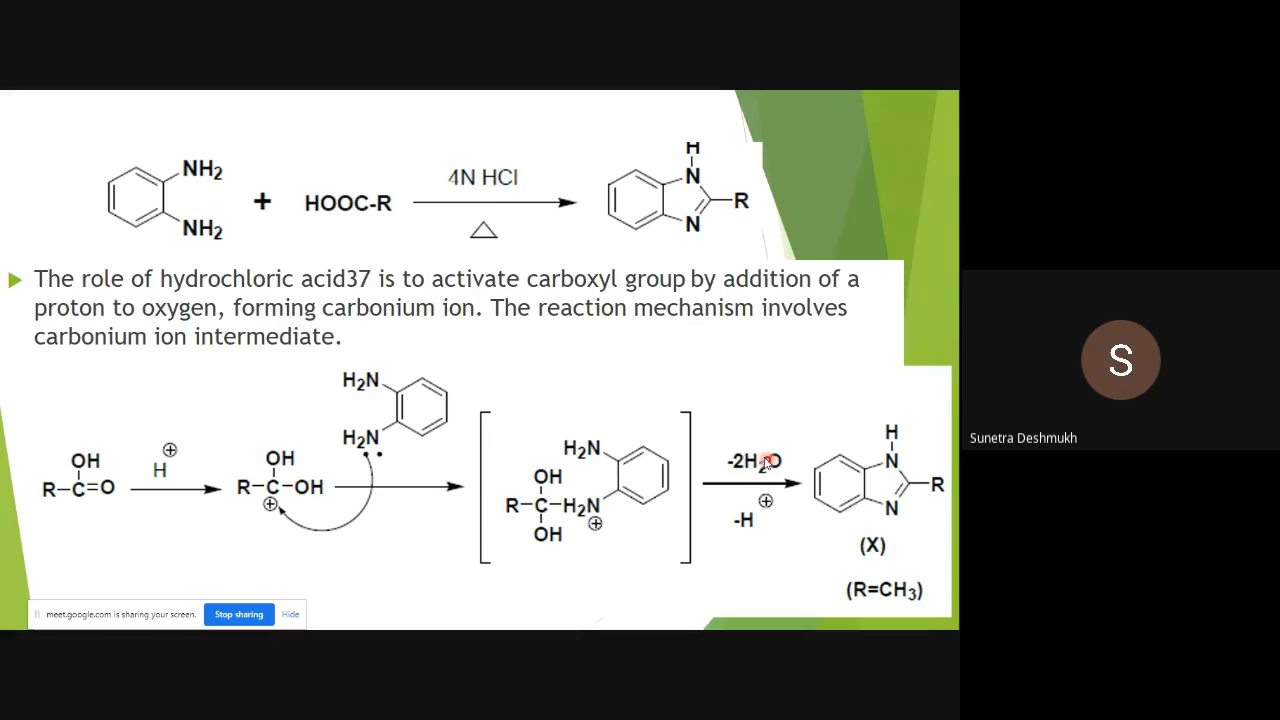 NH2
NH2
+
HOOC-R
4N HCl
△
H
N
N
R
The role of hydrochloric acid37 is to activate carboxyl group by addition of a
proton to oxygen, forming carbonium ion. The reaction mechanism involves
carbonium ion intermediate.
OH
R-C=O
H⊕
OH
R-C-OH
⊕
H2N
H2N
H2N
OH
R-C-H2N
⊕
OH
-2H2O
-H⊕
H
N
N
R
(X)
(R=CH3)
meet.google.com is sharing your screen.
Stop sharing
Hide
S
Sunetra Deshmukh